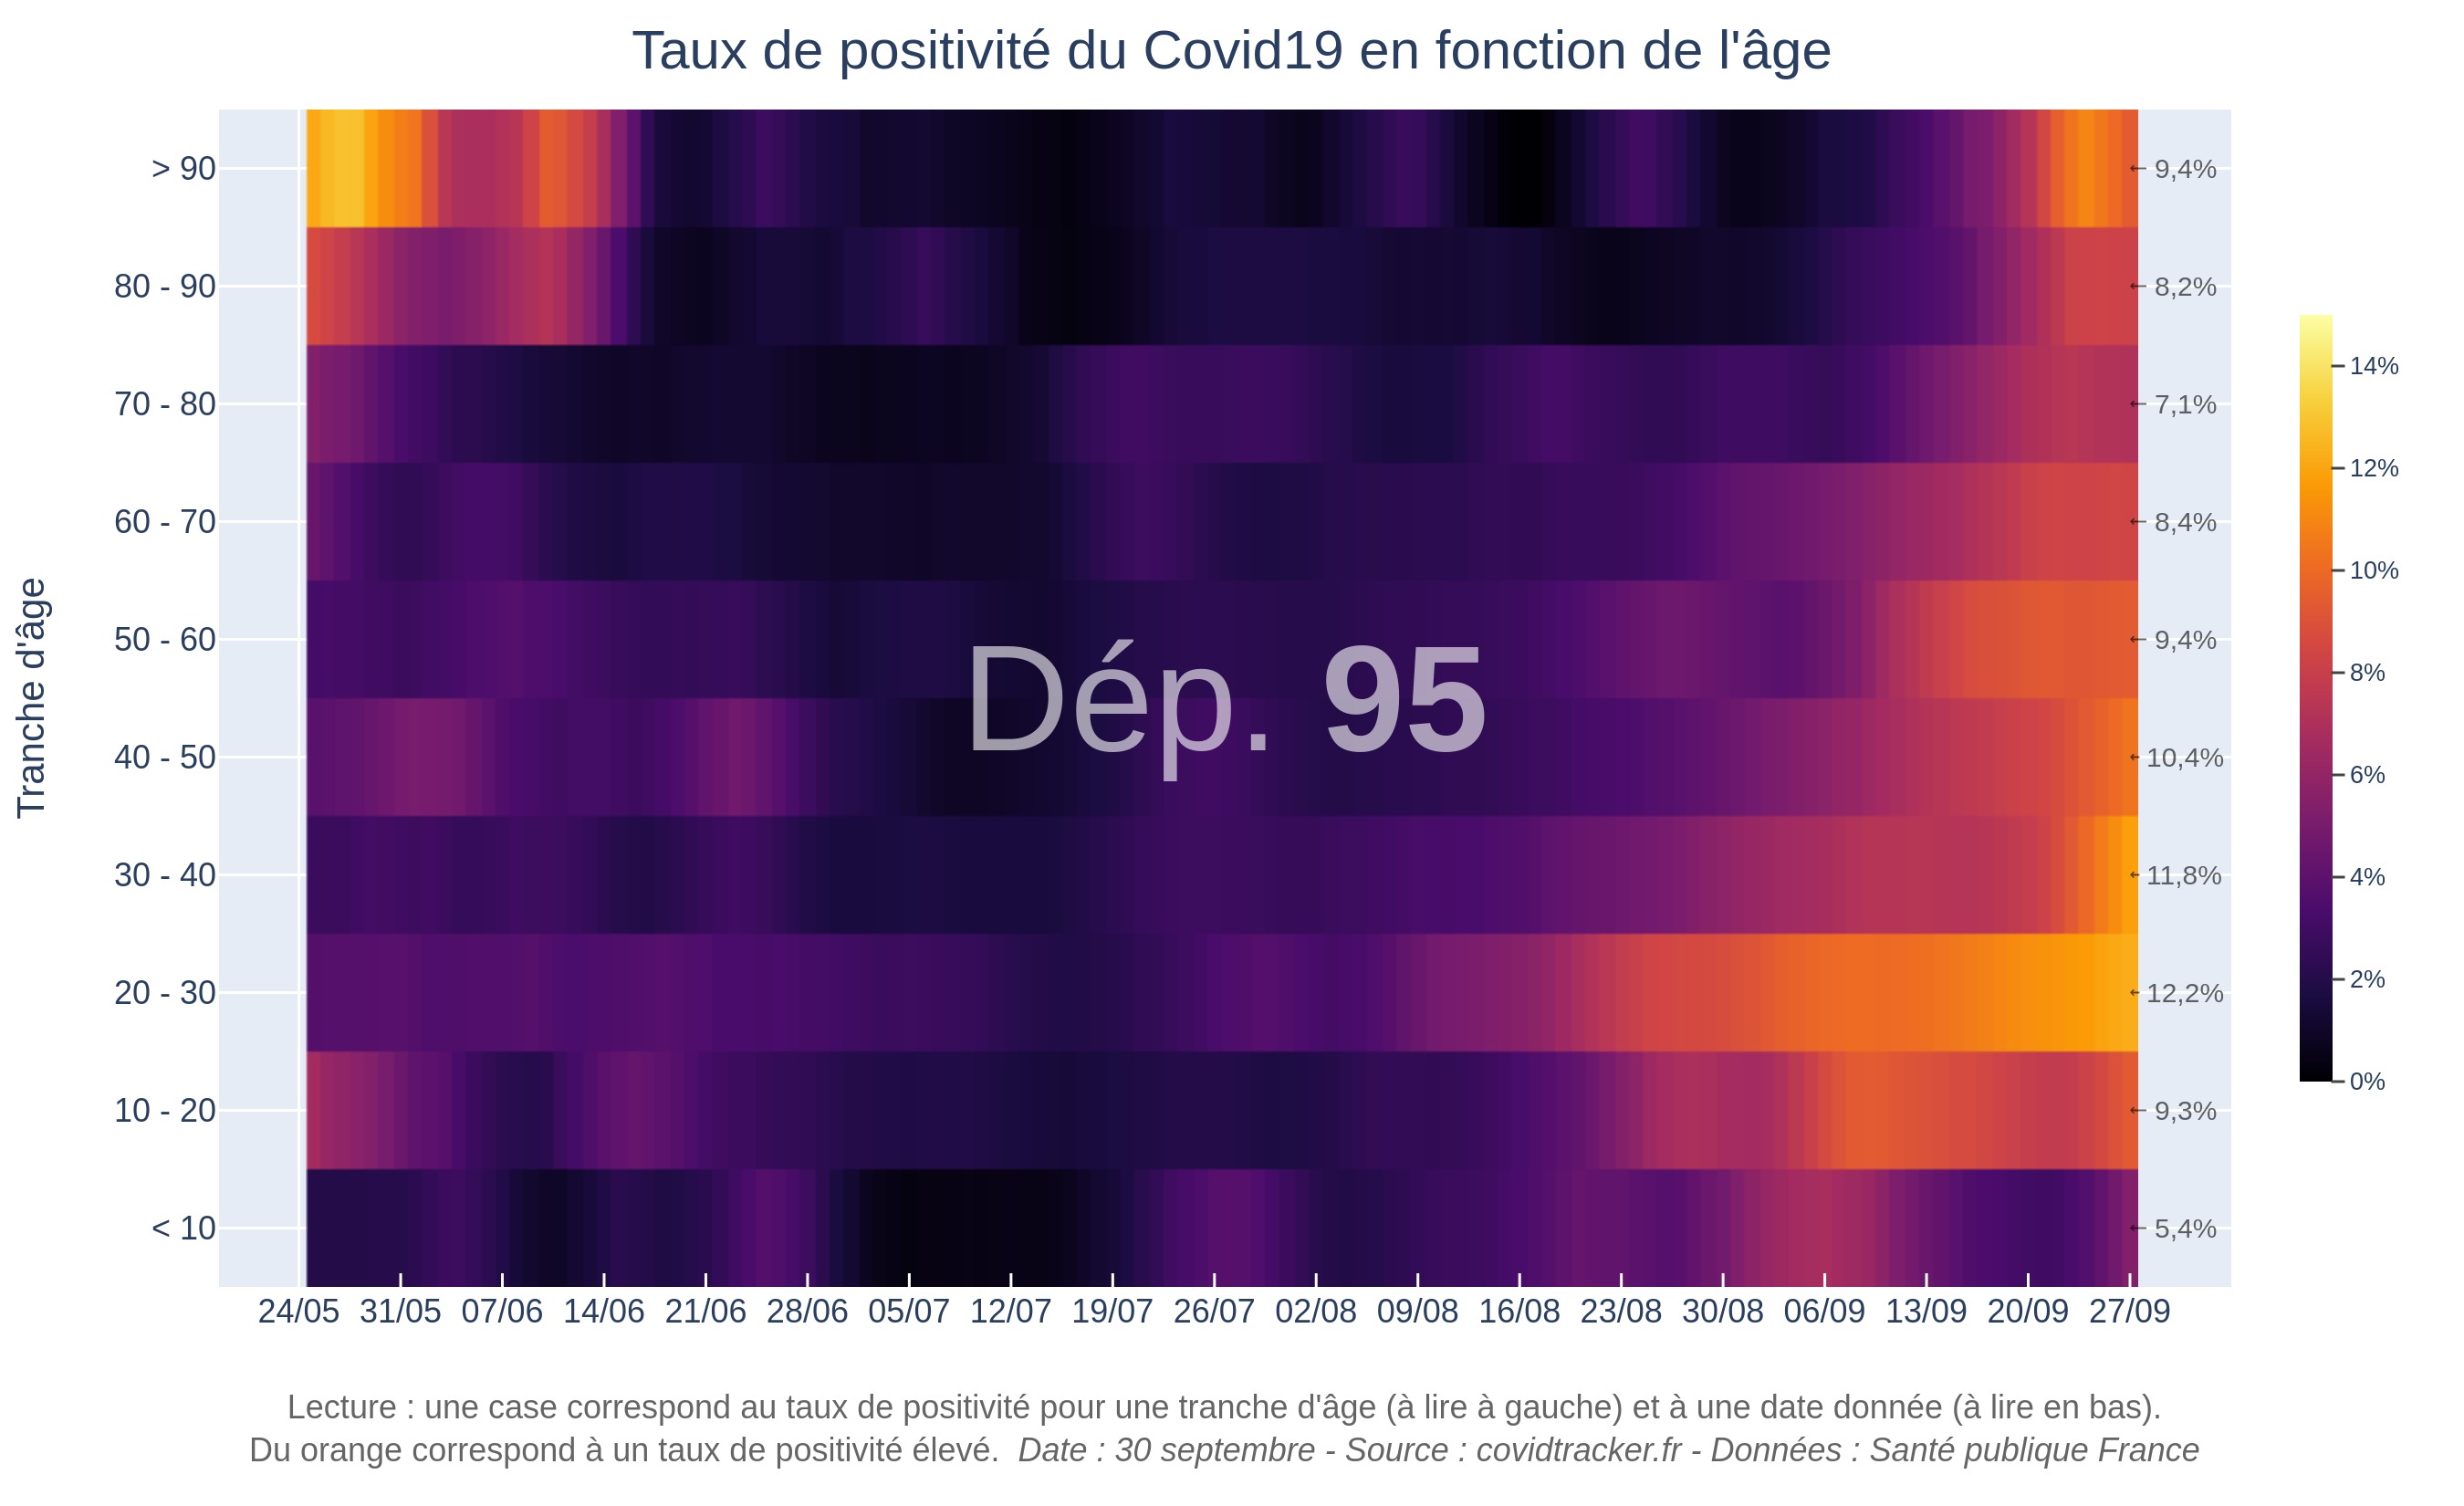 Taux de positivité du Covid19 en fonction de l'âge
Tranche d'âge
> 90
80 - 90
70 - 80
60 - 70
50 - 60
40 - 50
30 - 40
20 - 30
10 - 20
< 10
Dép. 95
←  9,4%
←  8,2%
←  7,1%
←  8,4%
←  9,4%
← 10,4%
← 11,8%
← 12,2%
←  9,3%
←  5,4%
14%
12%
10%
8%
6%
4%
2%
0%
24/05 31/05 07/06 14/06 21/06 28/06 05/07 12/07 19/07 26/07 02/08 09/08 16/08 23/08 30/08 06/09 13/09 20/09 27/09
Lecture : une case correspond au taux de positivité pour une tranche d'âge (à lire à gauche) et à une date donnée (à lire en bas).
Du orange correspond à un taux de positivité élevé. Date : 30 septembre - Source : covidtracker.fr - Données : Santé publique France